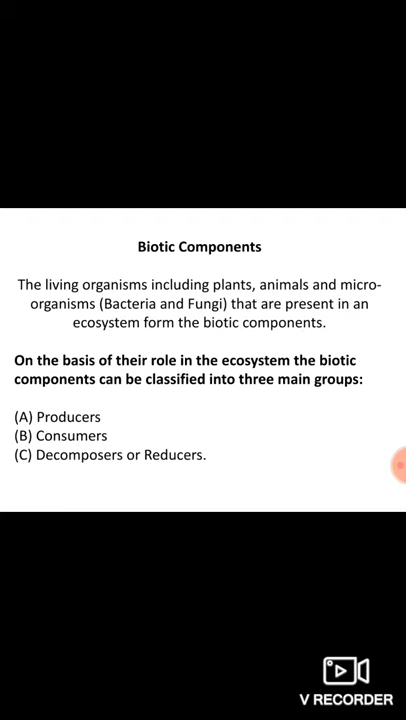 Biotic Components
The living organisms including plants, animals and micro-
organisms (Bacteria and Fungi) that are present in an
ecosystem form the biotic components.
On the basis of their role in the ecosystem the biotic
components can be classified into three main groups:
(A) Producers
(B) Consumers
(C) Decomposers or Reducers.
V RECORDER